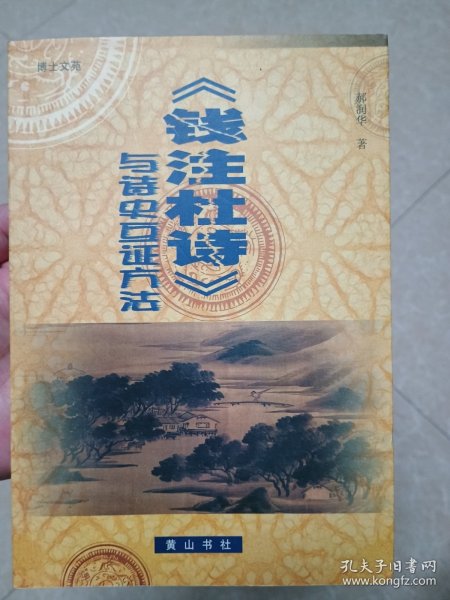 博士文苑
郝润华 著
《钱注杜诗》
与诗史互证方法
黄山书社
孔夫子旧书网
www.kongfz.com